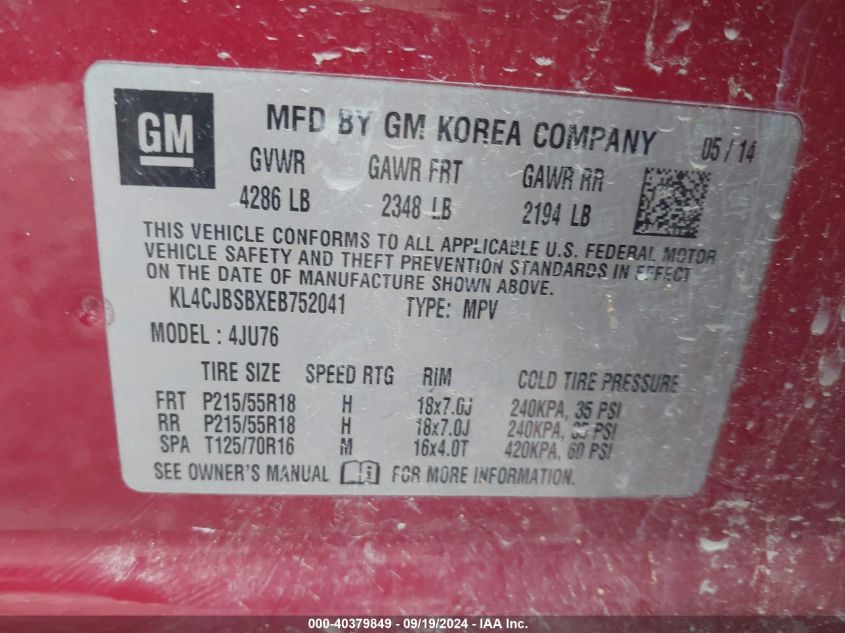 GM
MFD BY GM KOREA COMPANY 05/14
GVWR GAWR FRT GAWR RR
4286 LB 2348 LB 2194 LB
THIS VEHICLE CONFORMS TO ALL APPLICABLE U.S. FEDERAL MOTOR
VEHICLE SAFETY AND THEFT PREVENTION STANDARDS IN EFFECT
ON THE DATE OF MANUFACTURE SHOWN ABOVE.
KL4CJBSBXEB752041 TYPE: MPV
MODEL : 4JU76
TIRE SIZE SPEED RTG RIM COLD TIRE PRESSURE
FRT P215/55R18 H 18x7.0J 240KPA, 35 PSI
RR P215/55R18 H 18x7.0J 240KPA, 35 PSI
SPA T125/70R16 M 16x4.0T 420KPA, 60 PSI
SEE OWNER'S MANUAL FOR MORE INFORMATION.
000-40379849 - 09/19/2024 - IAA Inc.